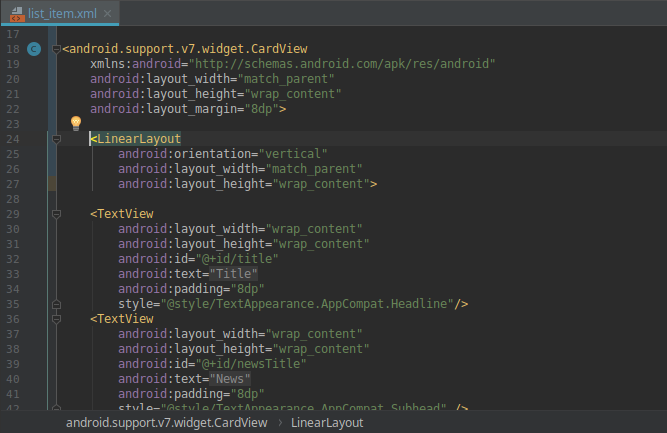 list_item.xml
17
18 <android.support.v7.widget.CardView
19 xmlns:android="http://schemas.android.com/apk/res/android"
20 android:layout_width="match_parent"
21 android:layout_height="wrap_content"
22 android:layout_margin="8dp">
23
24 <LinearLayout
25 android:orientation="vertical"
26 android:layout_width="match_parent"
27 android:layout_height="wrap_content">
28
29 <TextView
30 android:layout_width="wrap_content"
31 android:layout_height="wrap_content"
32 android:id="@+id/title"
33 android:text="Title"
34 android:padding="8dp"
35 style="@style/TextAppearance.AppCompat.Headline"/>
36 <TextView
37 android:layout_width="wrap_content"
38 android:layout_height="wrap_content"
39 android:id="@+id/newsTitle"
40 android:text="News"
41 android:padding="8dp"
42 style="@style/TextAppearance.AppCompat.Subhead" />
android.support.v7.widget.CardView › LinearLayout